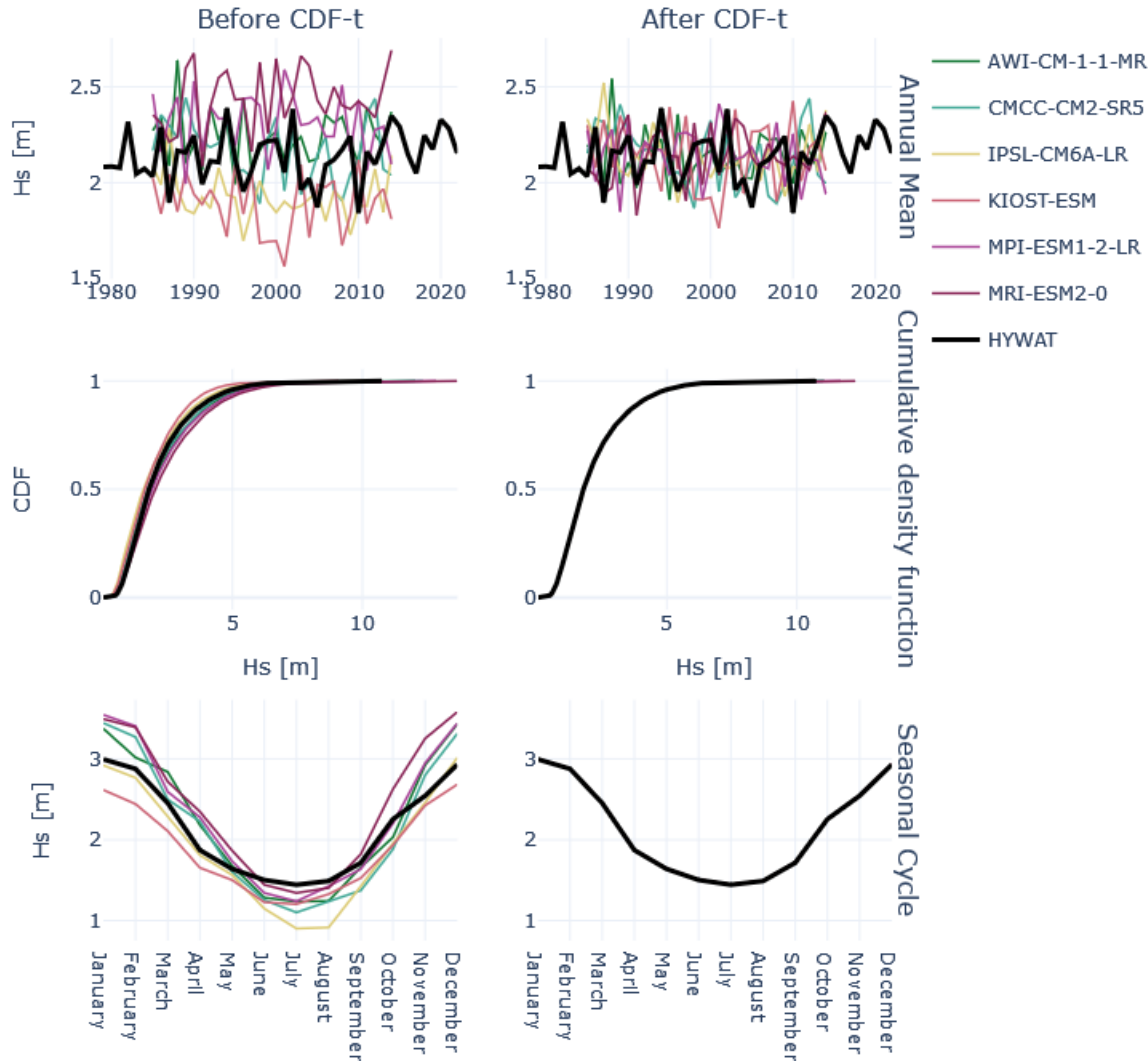 Before CDF-t
After CDF-t
Hs [m]
2.5
2
1.5
1980
1990
2000
2010
2020
2.5
2
1.5
1980
1990
2000
2010
2020
Annual Mean
AWI-CM-1-1-MR
CMCC-CM2-SR5
IPSL-CM6A-LR
KIOST-ESM
MPI-ESM1-2-LR
MRI-ESM2-0
HYWAT
CDF
1
0.5
0
5
10
Hs [m]
1
0.5
0
5
10
Hs [m]
Cumulative density function
Hs [m]
3
2
1
January
February
March
April
May
June
July
August
September
October
November
December
3
2
1
January
February
March
April
May
June
July
August
September
October
November
December
Seasonal Cycle